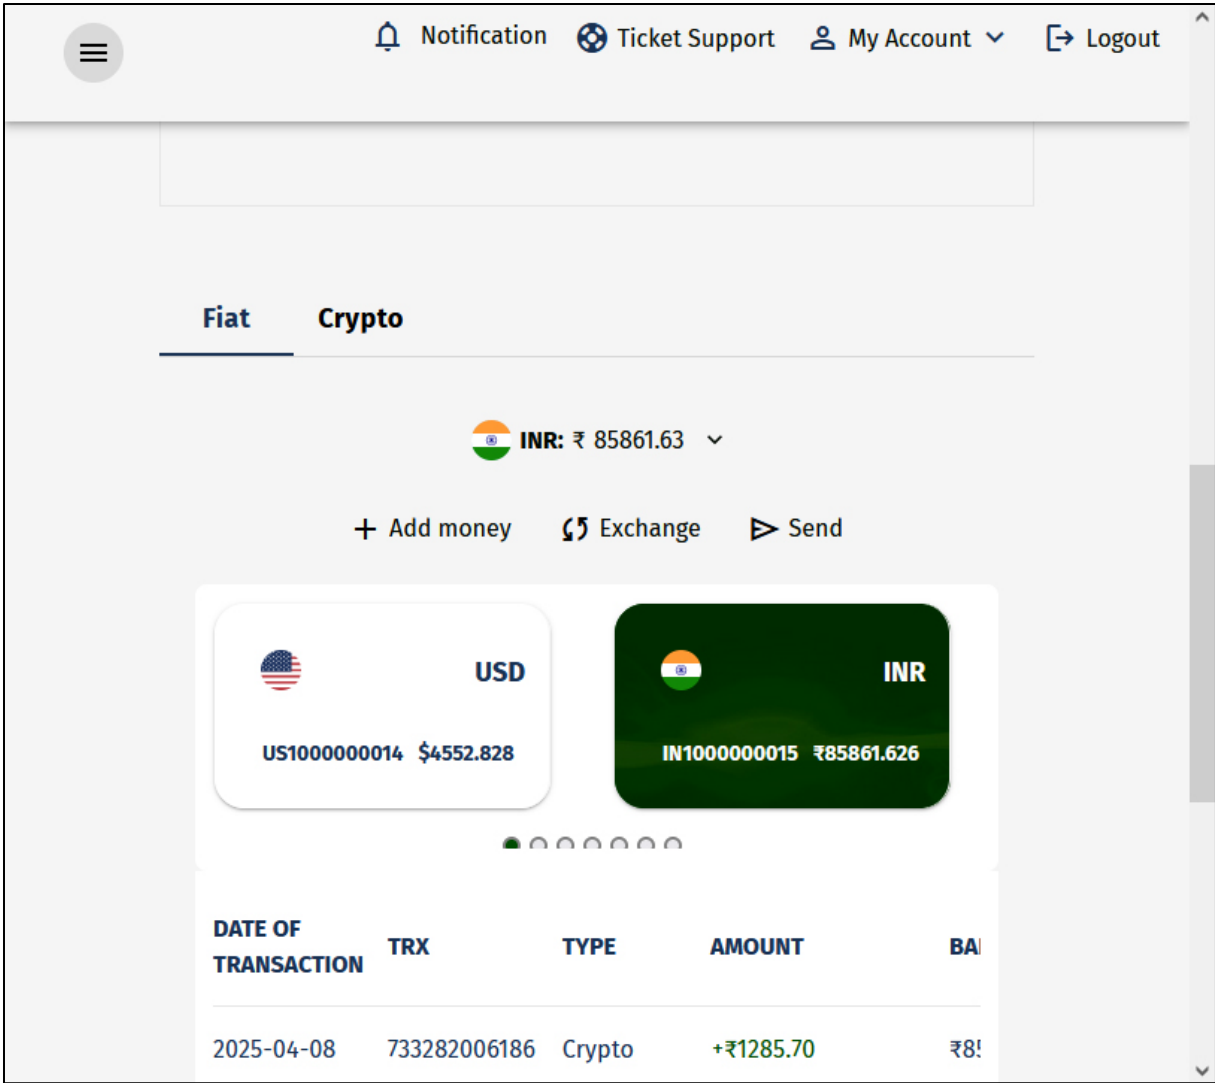 Notification Ticket Support My Account Logout
Fiat Crypto
INR: ₹ 85861.63
Add money Exchange Send
USD INR
US1000000014 $4552.828 IN1000000015 ₹85861.626
DATE OF
TRANSACTION TRX TYPE AMOUNT
2025-04-08 733282006186 Crypto +₹1285.70